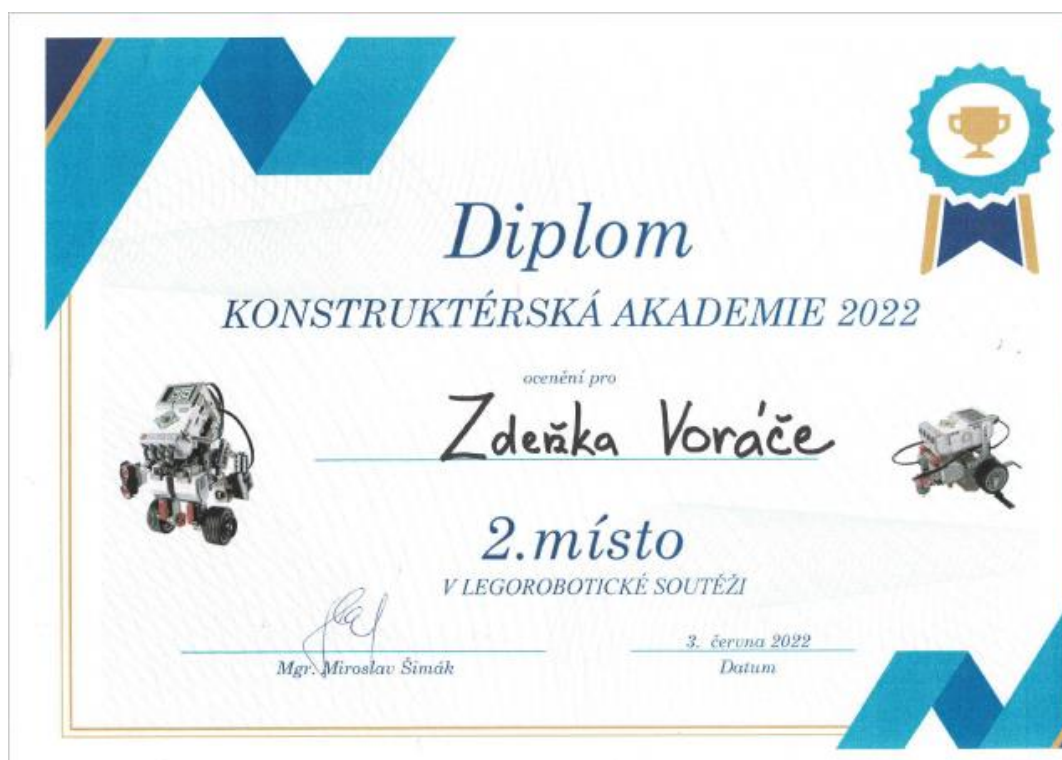 Diplom
KONSTRUKTÉRSKÁ AKADEMIE 2022
ocenění pro
Zdeňka Voráče
2.místo
V LEGOROBOTICKÉ SOUTĚŽI
3. června 2022
Mgr. Miroslav Šimák
Datum